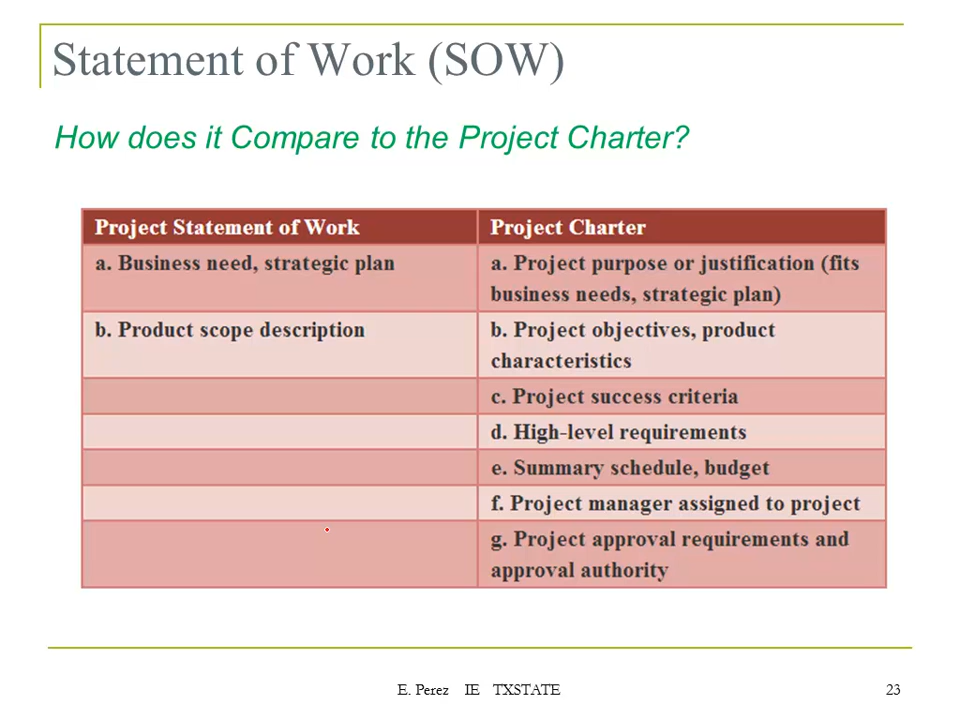 Statement of Work (SOW)
How does it Compare to the Project Charter?
Project Statement of Work
Project Charter
a. Business need, strategic plan
a. Project purpose or justification (fits
business needs, strategic plan)
b. Product scope description
b. Project objectives, product
characteristics
c. Project success criteria
d. High-level requirements
e. Summary schedule, budget
f. Project manager assigned to project
g. Project approval requirements and
approval authority
E. Perez IE TXSTATE
23